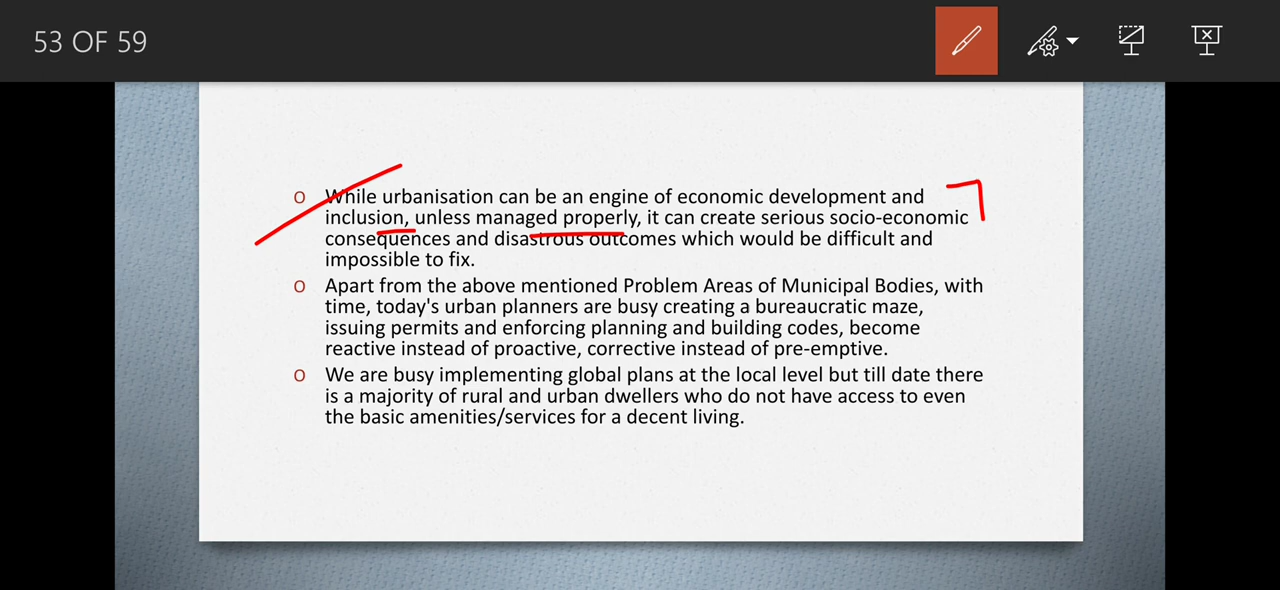 53 OF 59
o While urbanisation can be an engine of economic development and
inclusion, unless managed properly, it can create serious socio-economic
consequences and disastrous outcomes which would be difficult and
impossible to fix.
o Apart from the above mentioned Problem Areas of Municipal Bodies, with
time, today's urban planners are busy creating a bureaucratic maze,
issuing permits and enforcing planning and building codes, become
reactive instead of proactive, corrective instead of pre-emptive.
o We are busy implementing global plans at the local level but till date there
is a majority of rural and urban dwellers who do not have access to even
the basic amenities/services for a decent living.